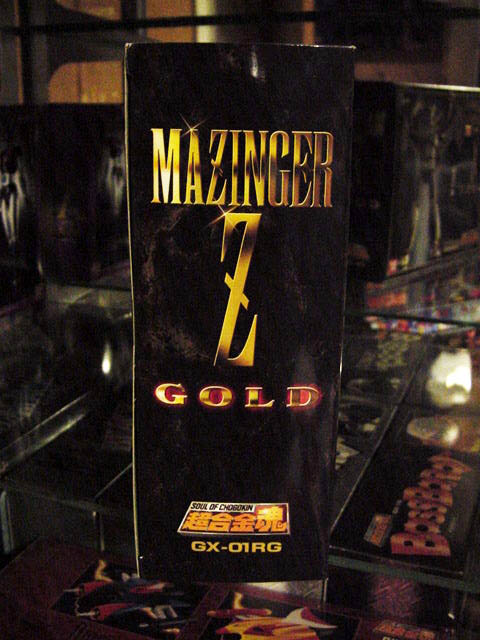 MAZINGER
Z
GOLD
SOUL OF CHOGOKIN
超合金魂
GX-01RG